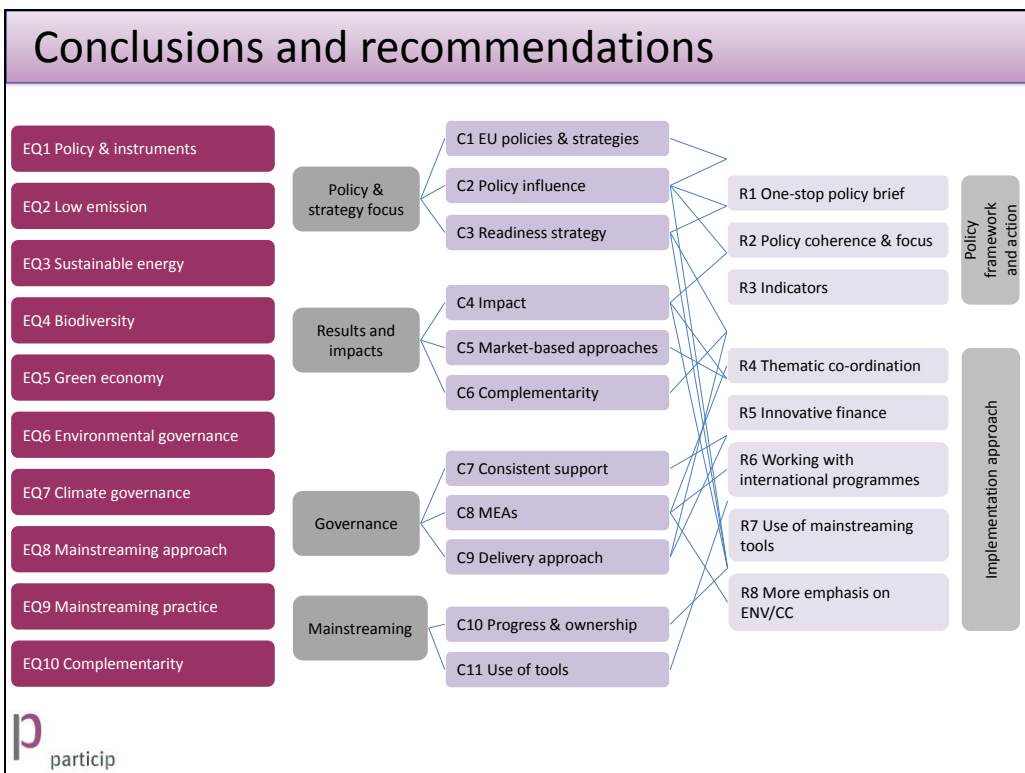 Conclusions and recommendations
EQ1 Policy & instruments
EQ2 Low emission
EQ3 Sustainable energy
EQ4 Biodiversity
EQ5 Green economy
EQ6 Environmental governance
EQ7 Climate governance
EQ8 Mainstreaming approach
EQ9 Mainstreaming practice
EQ10 Complementarity
Policy &
strategy focus
Results and
impacts
Governance
Mainstreaming
C1 EU policies & strategies
C2 Policy influence
C3 Readiness strategy
C4 Impact
C5 Market-based approaches
C6 Complementarity
C7 Consistent support
C8 MEAs
C9 Delivery approach
C10 Progress & ownership
C11 Use of tools
R1 One-stop policy brief
R2 Policy coherence & focus
R3 Indicators
R4 Thematic co-ordination
R5 Innovative finance
R6 Working with
international programmes
R7 Use of mainstreaming
tools
R8 More emphasis on
ENV/CC
Policy
framework
and action
Implementation approach
p
particip